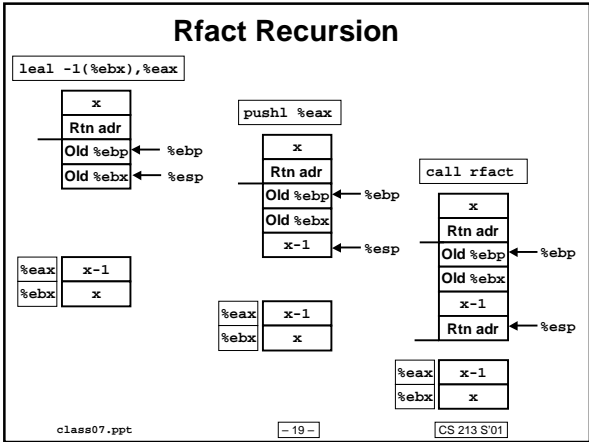 Rfact Recursion
leal -1(%ebx),%eax
x
Rtn adr
Old %ebp
%ebp
Old %ebx
%esp
%eax
x-1
%ebx
x
pushl %eax
x
Rtn adr
Old %ebp
%ebp
Old %ebx
x-1
%esp
%eax
x-1
%ebx
x
call rfact
x
Rtn adr
Old %ebp
%ebp
Old %ebx
x-1
Rtn adr
%esp
%eax
x-1
%ebx
x
class07.ppt
– 19 –
CS 213 S'01